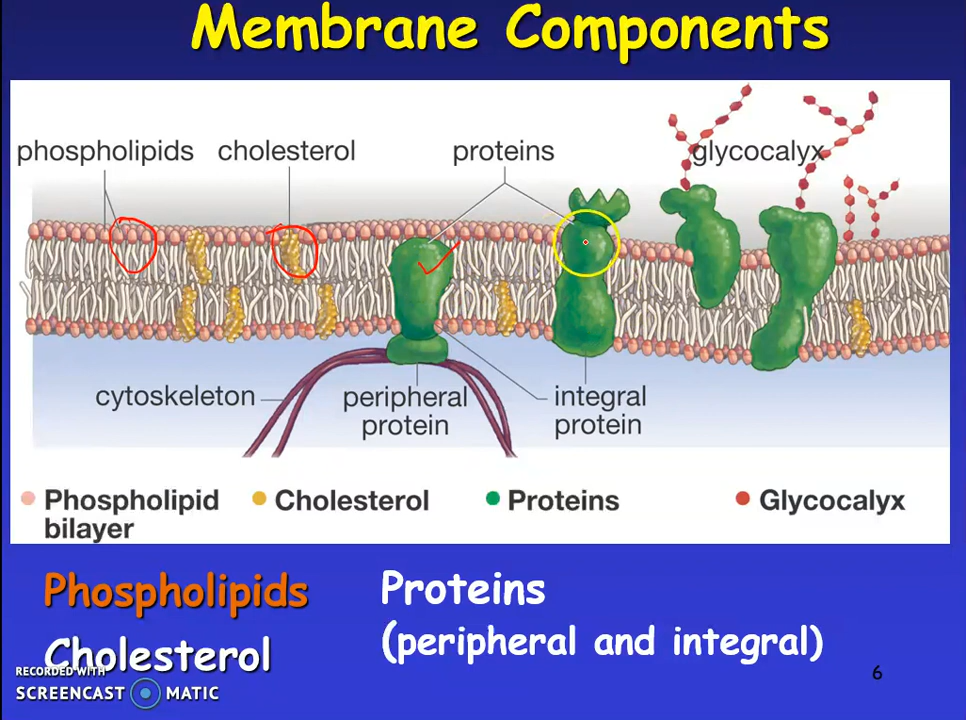 Membrane Components
phospholipids cholesterol proteins glycocalyx
cytoskeleton peripheral protein integral protein
Phospholipid bilayer Cholesterol Proteins Glycocalyx
Phospholipids Proteins
Cholesterol (peripheral and integral)
RECORDED WITH
SCREENCAST MATIC
6